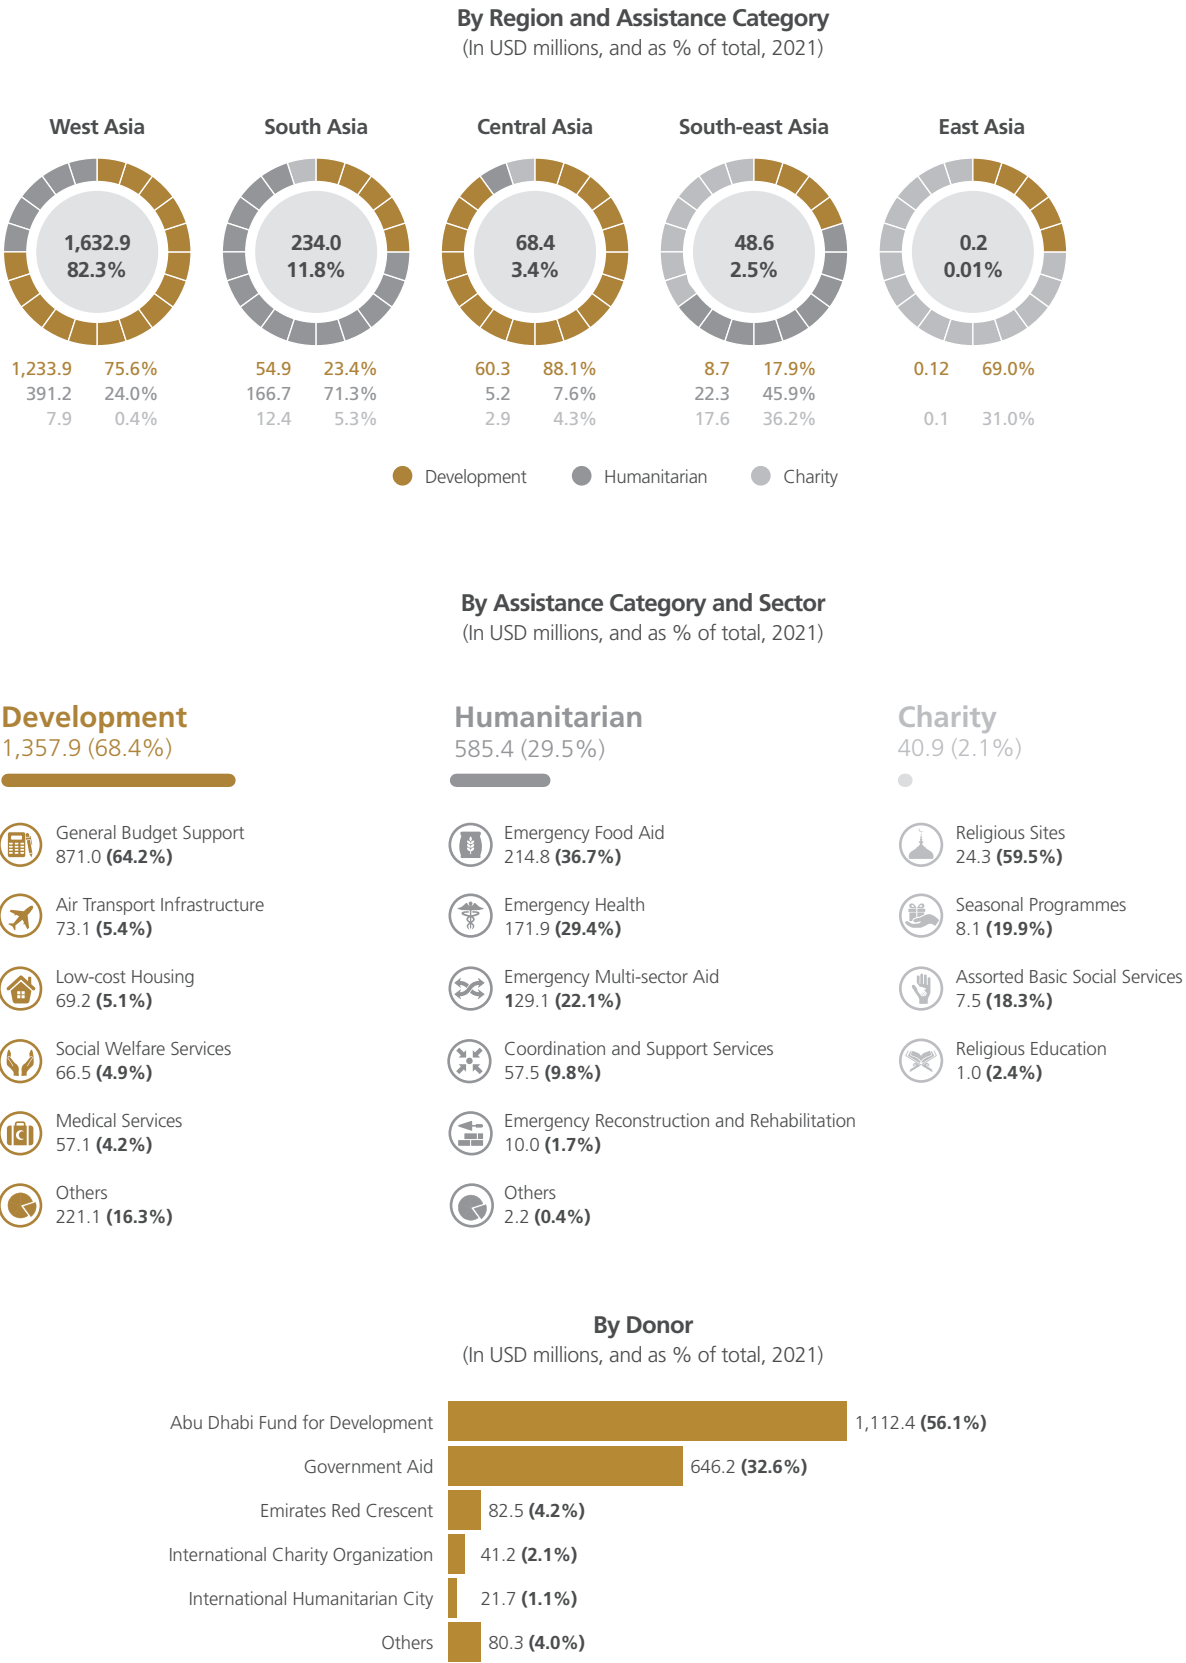 By Region and Assistance Category
(In USD millions, and as % of total, 2021)
West Asia
South Asia
Central Asia
South-east Asia
East Asia
1,632.9
82.3%
234.0
11.8%
68.4
3.4%
48.6
2.5%
0.2
0.01%
1,233.9 75.6%
391.2 24.0%
7.9 0.4%
54.9 23.4%
166.7 71.3%
12.4 5.3%
60.3 88.1%
5.2 7.6%
2.9 4.3%
8.7 17.9%
22.3 45.9%
17.6 36.2%
0.12 69.0%
0.1 31.0%
Development
Humanitarian
Charity
By Assistance Category and Sector
(In USD millions, and as % of total, 2021)
Development
1,357.9 (68.4%)
General Budget Support
871.0 (64.2%)
Air Transport Infrastructure
73.1 (5.4%)
Low-cost Housing
69.2 (5.1%)
Social Welfare Services
66.5 (4.9%)
Medical Services
57.1 (4.2%)
Others
221.1 (16.3%)
Humanitarian
585.4 (29.5%)
Emergency Food Aid
214.8 (36.7%)
Emergency Health
171.9 (29.4%)
Emergency Multi-sector Aid
129.1 (22.1%)
Coordination and Support Services
57.5 (9.8%)
Emergency Reconstruction and Rehabilitation
10.0 (1.7%)
Others
2.2 (0.4%)
Charity
40.9 (2.1%)
Religious Sites
24.3 (59.5%)
Seasonal Programmes
8.1 (19.9%)
Assorted Basic Social Services
7.5 (18.3%)
Religious Education
1.0 (2.4%)
By Donor
(In USD millions, and as % of total, 2021)
Abu Dhabi Fund for Development 1,112.4 (56.1%)
Government Aid 646.2 (32.6%)
Emirates Red Crescent 82.5 (4.2%)
International Charity Organization 41.2 (2.1%)
International Humanitarian City 21.7 (1.1%)
Others 80.3 (4.0%)